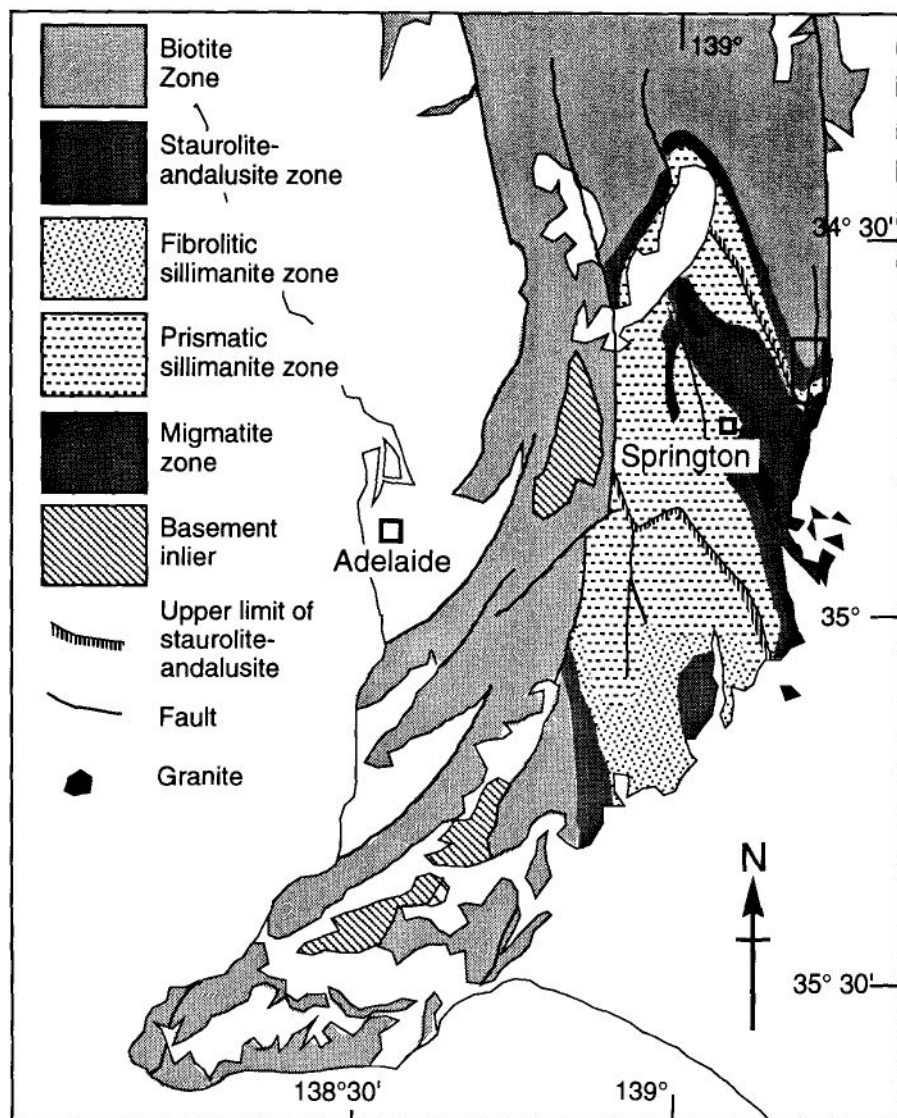 Biotite
Zone
Staurolite-
andalusite zone
Fibrolitic
sillimanite zone
Prismatic
sillimanite zone
Migmatite
zone
Basement
inlier
Upper limit of
staurolite-
andalusite
Fault
Granite
139°
34° 30'
Springton
Adelaide
35°
N
35° 30'
138°30'
139°